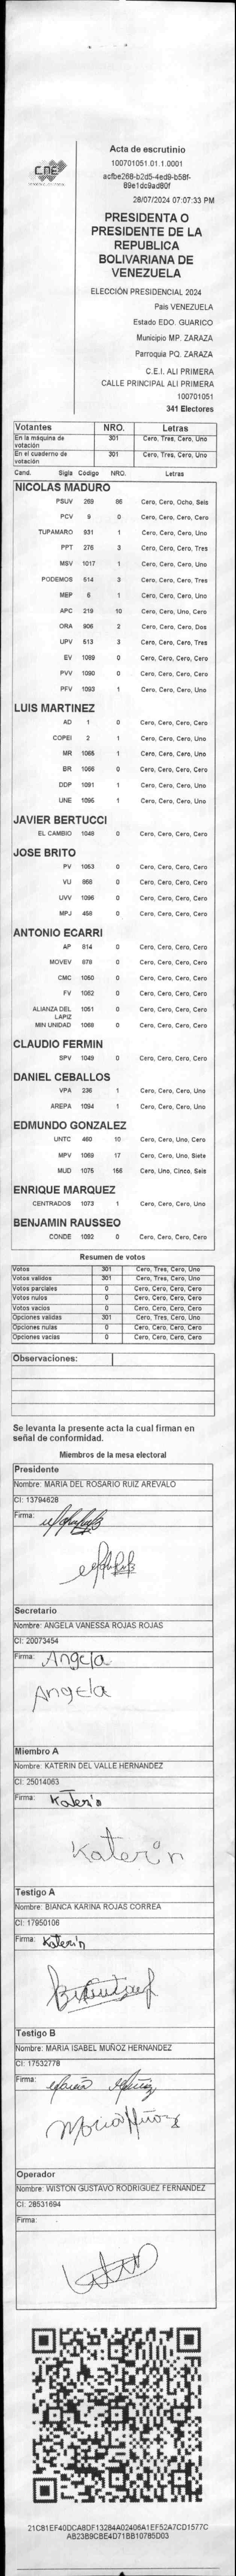 CNE
Acta de escrutinio
100701051.01.1.0001
acfbe268-b2d5-4ed9-b58f-
89e1dc9ad80f
28/07/2024 07:07:33 PM
PRESIDENTA O
PRESIDENTE DE LA
REPUBLICA
BOLIVARIANA DE
VENEZUELA
ELECCIÓN PRESIDENCIAL 2024
País VENEZUELA
Estado EDO. GUARICO
Municipio MP. ZARAZA
Parroquia PQ. ZARAZA
C.E.I. ALI PRIMERA
CALLE PRINCIPAL ALI PRIMERA
100701051
341 Electores
Votantes NRO. Letras
En la máquina de votación 301 Cero, Tres, Cero, Uno
En el cuaderno de votación 301 Cero, Tres, Cero, Uno
Cand. Sigla Codigo NRO. Letras
NICOLAS MADURO
PSUV 269 86 Cero, Cero, Ocho, Seis
PCV 9 0 Cero, Cero, Cero, Cero
TUPAMARO 931 1 Cero, Cero, Cero, Uno
PPT 276 3 Cero, Cero, Cero, Tres
MSV 1017 1 Cero, Cero, Cero, Uno
PODEMOS 514 3 Cero, Cero, Cero, Tres
MEP 6 1 Cero, Cero, Cero, Uno
APC 219 10 Cero, Cero, Uno, Cero
ORA 906 2 Cero, Cero, Cero, Dos
UPV 513 3 Cero, Cero, Cero, Tres
EV 1089 0 Cero, Cero, Cero, Cero
PVV 1090 0 Cero, Cero, Cero, Cero
PFV 1093 1 Cero, Cero, Cero, Uno
LUIS MARTINEZ
AD 1 0 Cero, Cero, Cero, Cero
COPEI 2 1 Cero, Cero, Cero, Uno
MR 1065 1 Cero, Cero, Cero, Uno
BR 1066 0 Cero, Cero, Cero, Cero
DDP 1091 1 Cero, Cero, Cero, Uno
UNE 1095 1 Cero, Cero, Cero, Uno
JAVIER BERTUCCI
EL CAMBIO 1048 0 Cero, Cero, Cero, Cero
JOSE BRITO
PV 1053 0 Cero, Cero, Cero, Cero
VU 868 0 Cero, Cero, Cero, Cero
UVV 1096 0 Cero, Cero, Cero, Cero
MPJ 458 0 Cero, Cero, Cero, Cero
ANTONIO ECARRI
AP 814 0 Cero, Cero, Cero, Cero
MOVEV 878 0 Cero, Cero, Cero, Cero
CMC 1050 0 Cero, Cero, Cero, Cero
FV 1062 0 Cero, Cero, Cero, Cero
ALIANZA DEL LAPIZ 1051 0 Cero, Cero, Cero, Cero
MIN UNIDAD 1068 0 Cero, Cero, Cero, Cero
CLAUDIO FERMIN
SPV 1049 0 Cero, Cero, Cero, Cero
DANIEL CEBALLOS
VPA 236 1 Cero, Cero, Cero, Uno
AREPA 1094 1 Cero, Cero, Cero, Uno
EDMUNDO GONZALEZ
UNTC 460 10 Cero, Cero, Uno, Cero
MPV 1069 17 Cero, Cero, Uno, Siete
MUD 1075 156 Cero, Uno, Cinco, Seis
ENRIQUE MARQUEZ
CENTRADOS 1073 1 Cero, Cero, Cero, Uno
BENJAMIN RAUSSEO
CONDE 1092 0 Cero, Cero, Cero, Cero
Resumen de votos
Votos 301 Cero, Tres, Cero, Uno
Votos validos 301 Cero, Tres, Cero, Uno
Votos parciales 0 Cero, Cero, Cero, Cero
Votos nulos 0 Cero, Cero, Cero, Cero
Votos vacios 0 Cero, Cero, Cero, Cero
Opciones validas 301 Cero, Tres, Cero, Uno
Opciones nulas 0 Cero, Cero, Cero, Cero
Opciones vacias 0 Cero, Cero, Cero, Cero
Observaciones:
Se levanta la presente acta la cual firman en
señal de conformidad.
Miembros de la mesa electoral
Presidente
Nombre: MARIA DEL ROSARIO RUIZ AREVALO
CI: 13794628
Firma:
Secretario
Nombre: ANGELA VANESSA ROJAS ROJAS
CI: 20073454
Firma: Angela
Angela
Miembro A
Nombre: KATERIN DEL VALLE HERNANDEZ
CI: 25014063
Firma: Katerin
Katerin
Testigo A
Nombre: BIANCA KARINA ROJAS CORREA
CI: 17950106
Firma: Katerin
Testigo B
Nombre: MARIA ISABEL MUÑOZ HERNANDEZ
CI: 17532778
Firma: Maria Muñoz
Maria Muñoz
Operador
Nombre: WISTON GUSTAVO RODRIGUEZ FERNANDEZ
CI: 28531694
Firma:
21C81EF40DCA8DF13284A02406A1EF52A7CD1577C
AB23B9CBE4D71BB10785D03